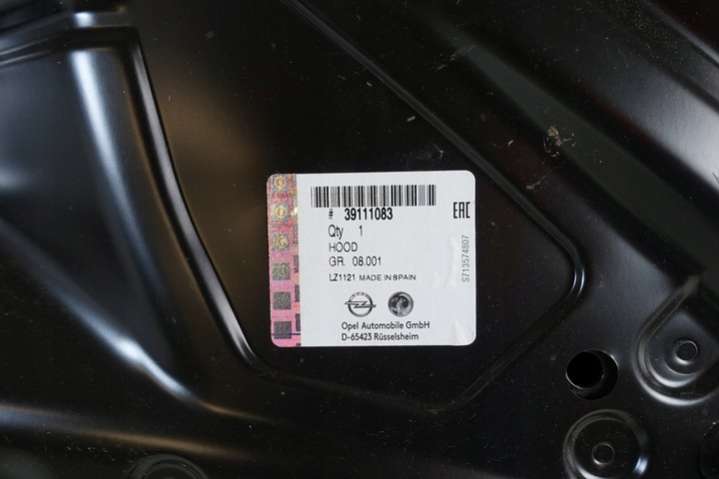 # 39111083
EAC
Qty 1
HOOD
GR. 08.001
LZ1121 MADE IN SPAIN
S713574807
Opel Automobile GmbH
D-65423 Rüsselsheim